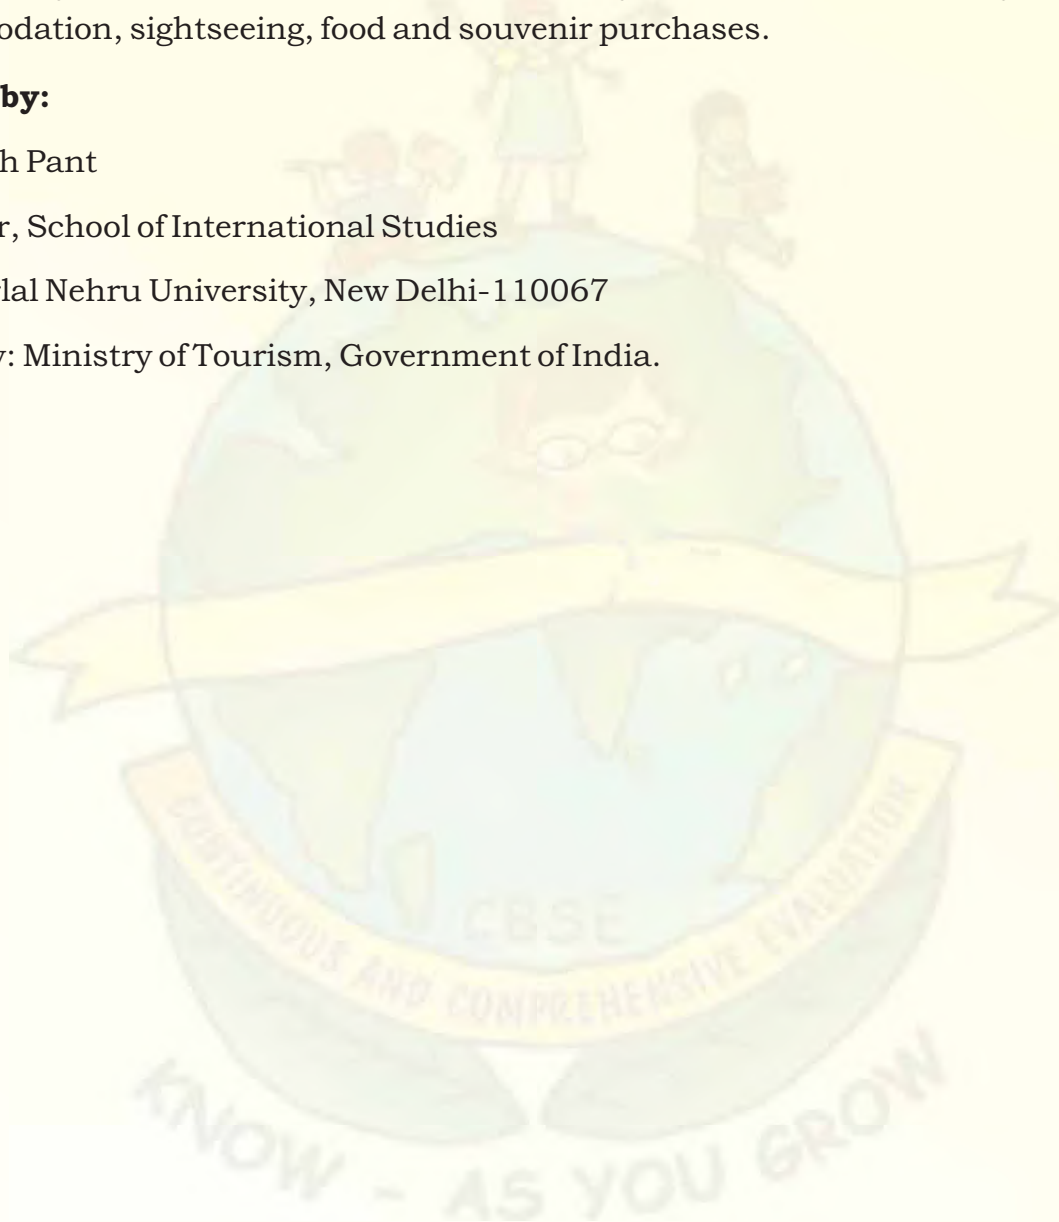 odation, sightseeing, food and souvenir purchases.
by:
h Pant
r, School of International Studies
rlal Nehru University, New Delhi-110067
y: Ministry of Tourism, Government of India.
CBSE
CONTINUOUS AND COMPREHENSIVE EVALUATION
KNOW - AS YOU GROW